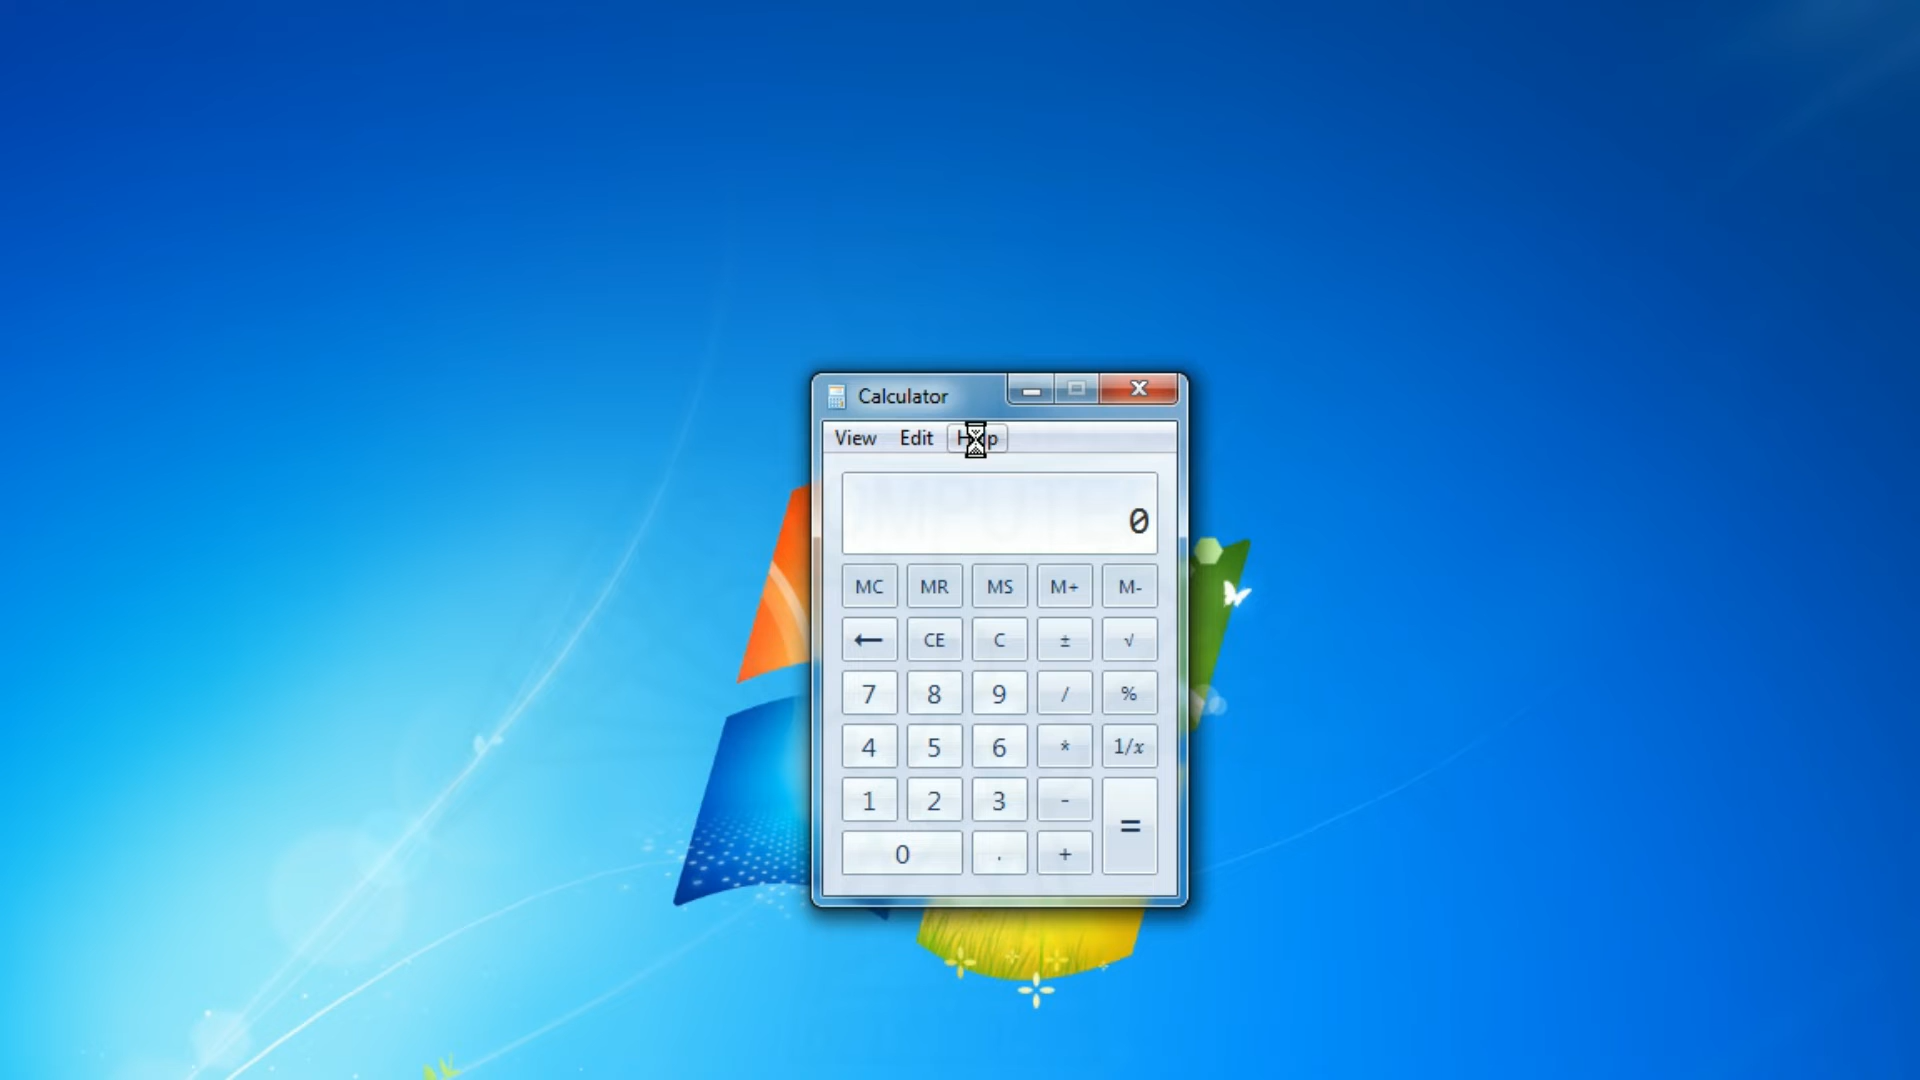 Calculator
View Edit Help
0
MC MR MS M+ M-
← CE C ± √
7 8 9 / %
4 5 6 * 1/x
1 2 3 -
=
0 . +